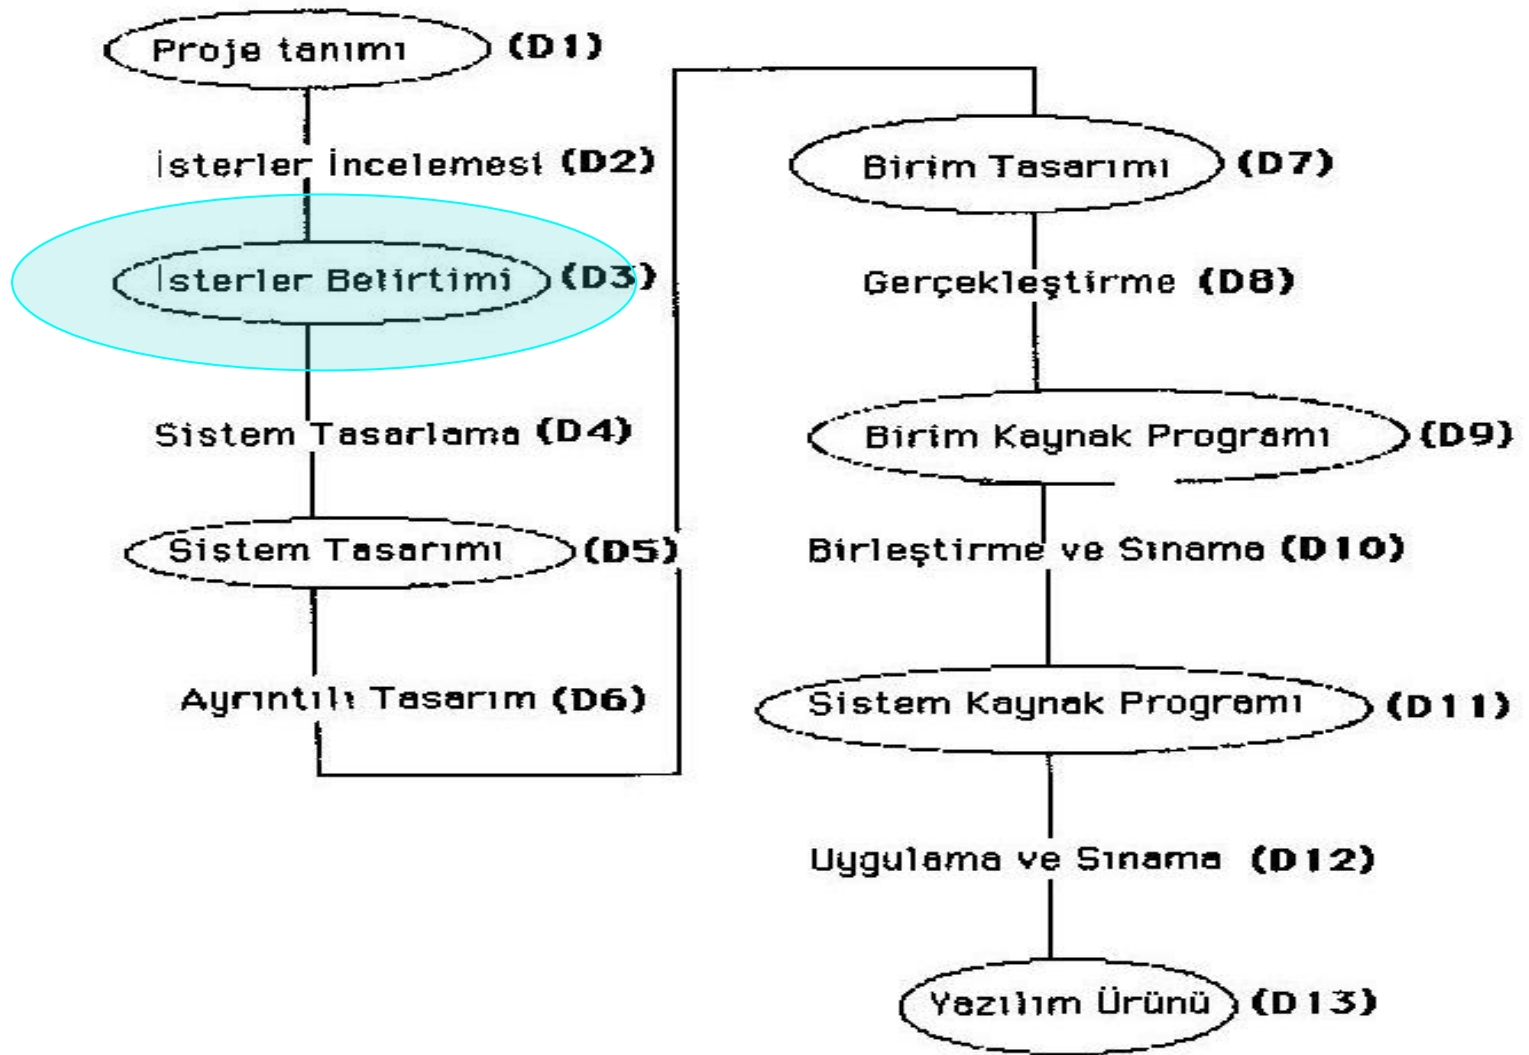 Proje tanımı (D1)
İsterler İncelemesi (D2)
İsterler Belirtimi (D3)
Sistem Tasarlama (D4)
Sistem Tasarımı (D5)
Ayrıntılı Tasarım (D6)
Birim Tasarımı (D7)
Gerçekleştirme (D8)
Birim Kaynak Programı (D9)
Birleştirme ve Sınama (D10)
Sistem Kaynak Programı (D11)
Uygulama ve Sınama (D12)
Yazılım Ürünü (D13)